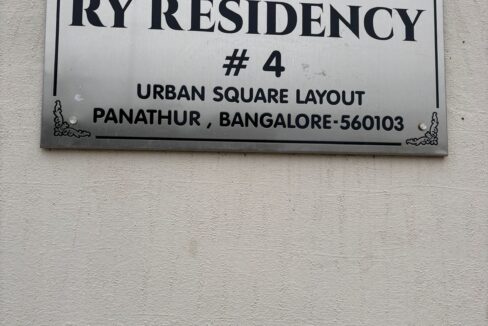 RY RESIDENCY
# 4
URBAN SQUARE LAYOUT
PANATHUR , BANGALORE-560103